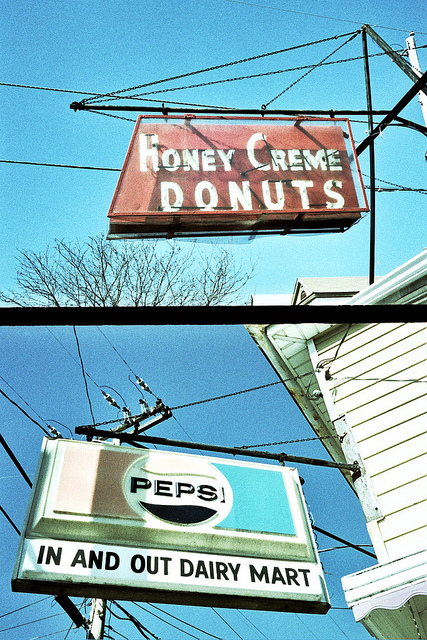 HONEY CREME
DONUTS
PEPSI
IN AND OUT DAIRY MART